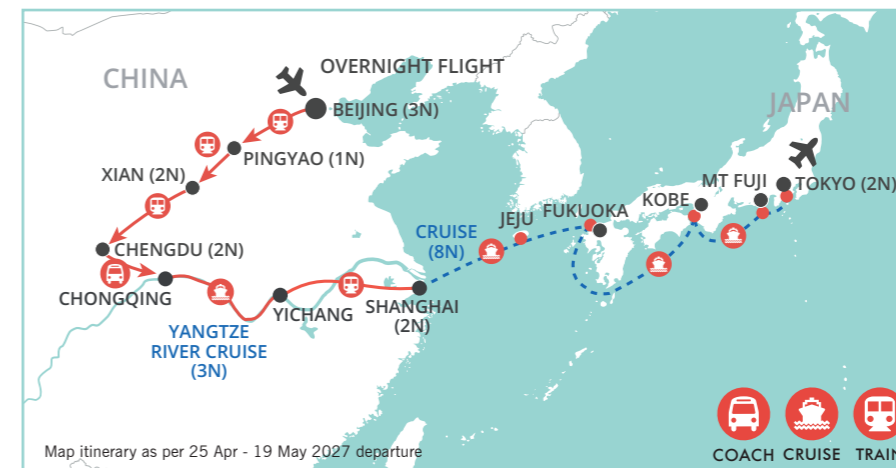 CHINA
OVERNIGHT FLIGHT
BEIJING (3N)
JAPAN
PINGYAO (1N)
XIAN (2N)
MT FUJI
TOKYO (2N)
KOBE
JEJU
FUKUOKA
CRUISE
(8N)
CHENGDU (2N)
CHONGQING
YICHANG
SHANGHAI
(2N)
YANGTZE
RIVER CRUISE
(3N)
Map itinerary as per 25 Apr - 19 May 2027 departure
COACH
CRUISE
TRAIN